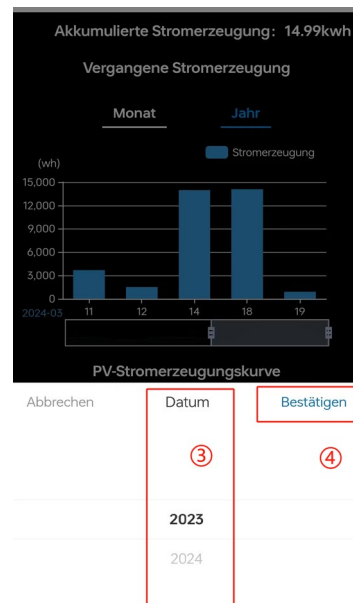 Akkumulierte Stromerzeugung: 14.99kwh
Vergangene Stromerzeugung
Monat Jahr
Stromerzeugung
(wh)
15,000
12,000
9,000
6,000
3,000
0
2024-03 11 12 14 18 19
PV-Stromerzeugungskurve
Abbrechen Datum Bestätigen
③ ④
2023
2024